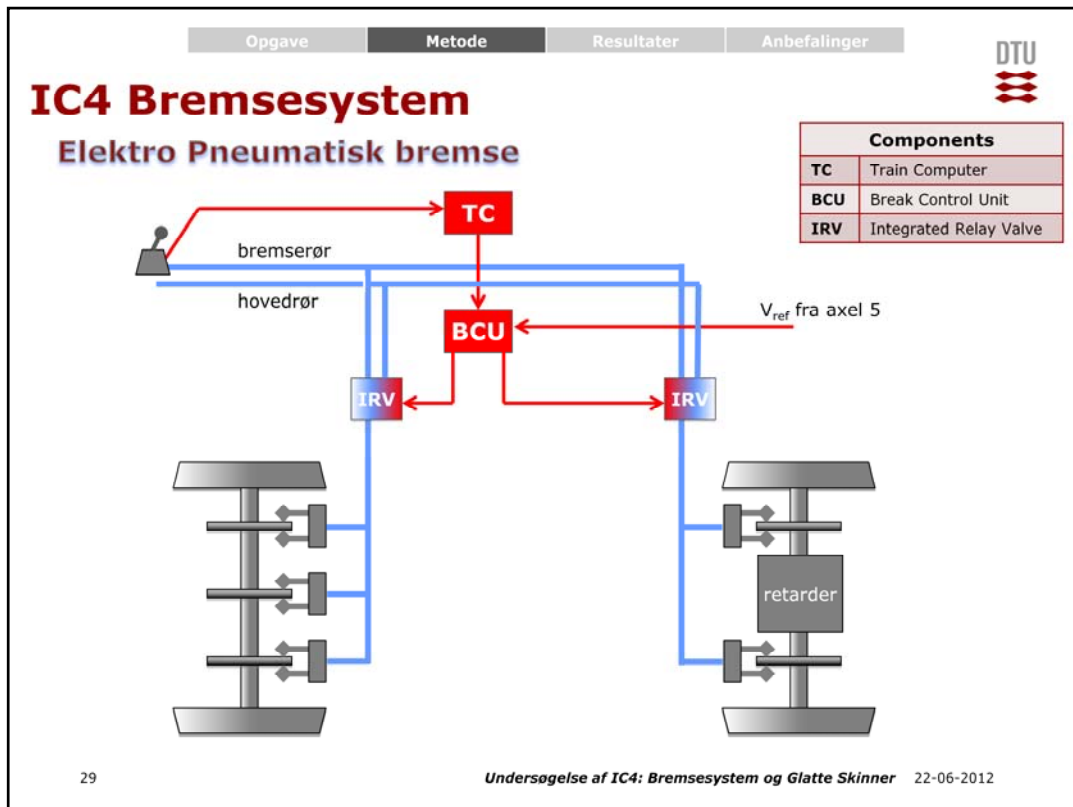 Opgave Metode Resultater Anbefalinger
DTU
IC4 Bremsesystem
Elektro Pneumatisk bremse
Components
TC Train Computer
BCU Break Control Unit
IRV Integrated Relay Valve
TC
bremserør
hovedrør
V_ref fra axel 5
BCU
IRV IRV
retarder
29 Undersøgelse af IC4: Bremsesystem og Glatte Skinner 22-06-2012